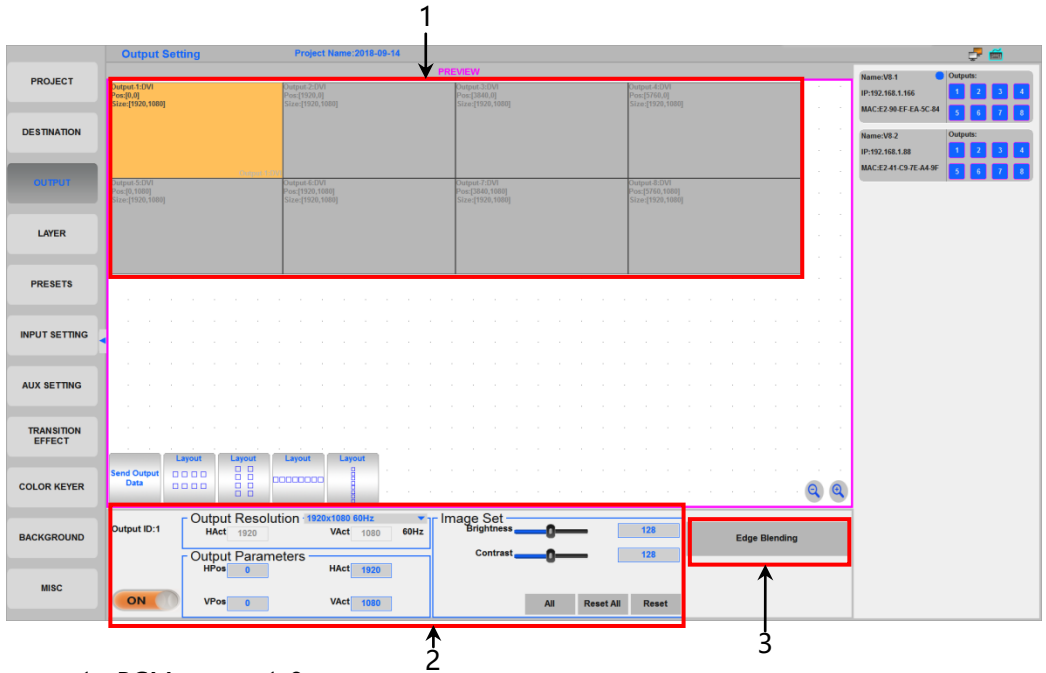 1
Output Setting
Project Name:2018-09-14
PREVIEW
PROJECT
DESTINATION
OUTPUT
LAYER
PRESETS
INPUT SETTING
AUX SETTING
TRANSITION
EFFECT
COLOR KEYER
BACKGROUND
MISC
Output-1:DVI
Pos:[0,0]
Size:[1920,1080]
Output-1:DVI
Output-2:DVI
Pos:[1920,0]
Size:[1920,1080]
Output-3:DVI
Pos:[3840,0]
Size:[1920,1080]
Output-4:DVI
Pos:[5760,0]
Size:[1920,1080]
Output-5:DVI
Pos:[0,1080]
Size:[1920,1080]
Output-6:DVI
Pos:[1920,1080]
Size:[1920,1080]
Output-7:DVI
Pos:[3840,1080]
Size:[1920,1080]
Output-8:DVI
Pos:[5760,1080]
Size:[1920,1080]
Name:V8-1
IP:192.168.1.166
MAC:E2-90-EF-EA-5C-84
Outputs:
1 2 3 4
5 6 7 8
Name:V8-2
IP:192.168.1.88
MAC:E2-41-C9-7E-A4-9F
Outputs:
1 2 3 4
5 6 7 8
Send Output
Data
Layout
Layout
Layout
Layout
Output ID:1
ON
Output Resolution 1920x1080 60Hz
HAct 1920 VAct 1080 60Hz
Output Parameters
HPos 0 HAct 1920
VPos 0 VAct 1080
Image Set
Brightness 128
Contrast 128
All Reset All Reset
Edge Blending
2
3